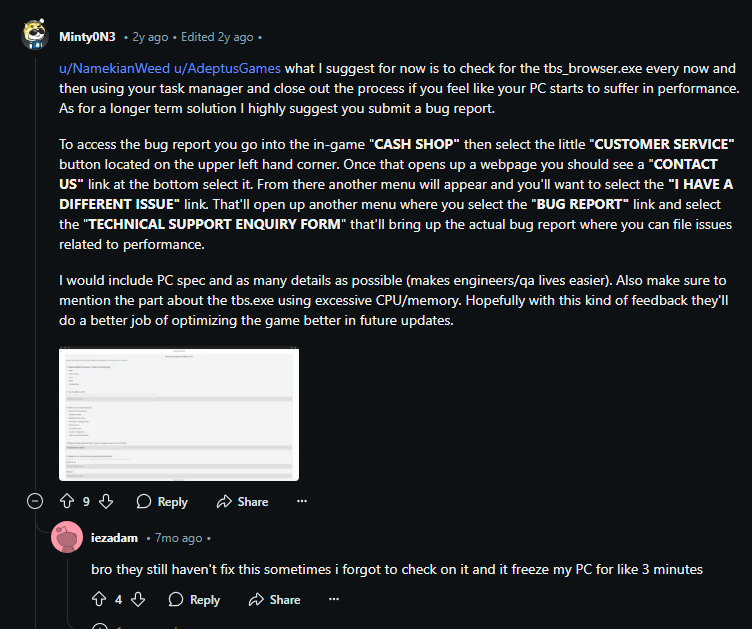 Minty0N3 • 2y ago • Edited 2y ago •
u/NamekianWeed u/AdeptusGames what I suggest for now is to check for the tbs_browser.exe every now and
then using your task manager and close out the process if you feel like your PC starts to suffer in performance.
As for a longer term solution I highly suggest you submit a bug report.
To access the bug report you go into the in-game "CASH SHOP" then select the little "CUSTOMER SERVICE"
button located on the upper left hand corner. Once that opens up a webpage you should see a "CONTACT
US" link at the bottom select it. From there another menu will appear and you'll want to select the "I HAVE A
DIFFERENT ISSUE" link. That'll open up another menu where you select the "BUG REPORT" link and select
the "TECHNICAL SUPPORT ENQUIRY FORM" that'll bring up the actual bug report where you can file issues
related to performance.
I would include PC spec and as many details as possible (makes engineers/qa lives easier). Also make sure to
mention the part about the tbs.exe using excessive CPU/memory. Hopefully with this kind of feedback they'll
do a better job of optimizing the game better in future updates.
9 Reply Share ...
iezadam • 7mo ago •
bro they still haven't fix this sometimes i forgot to check on it and it freeze my PC for like 3 minutes
4 Reply Share ...